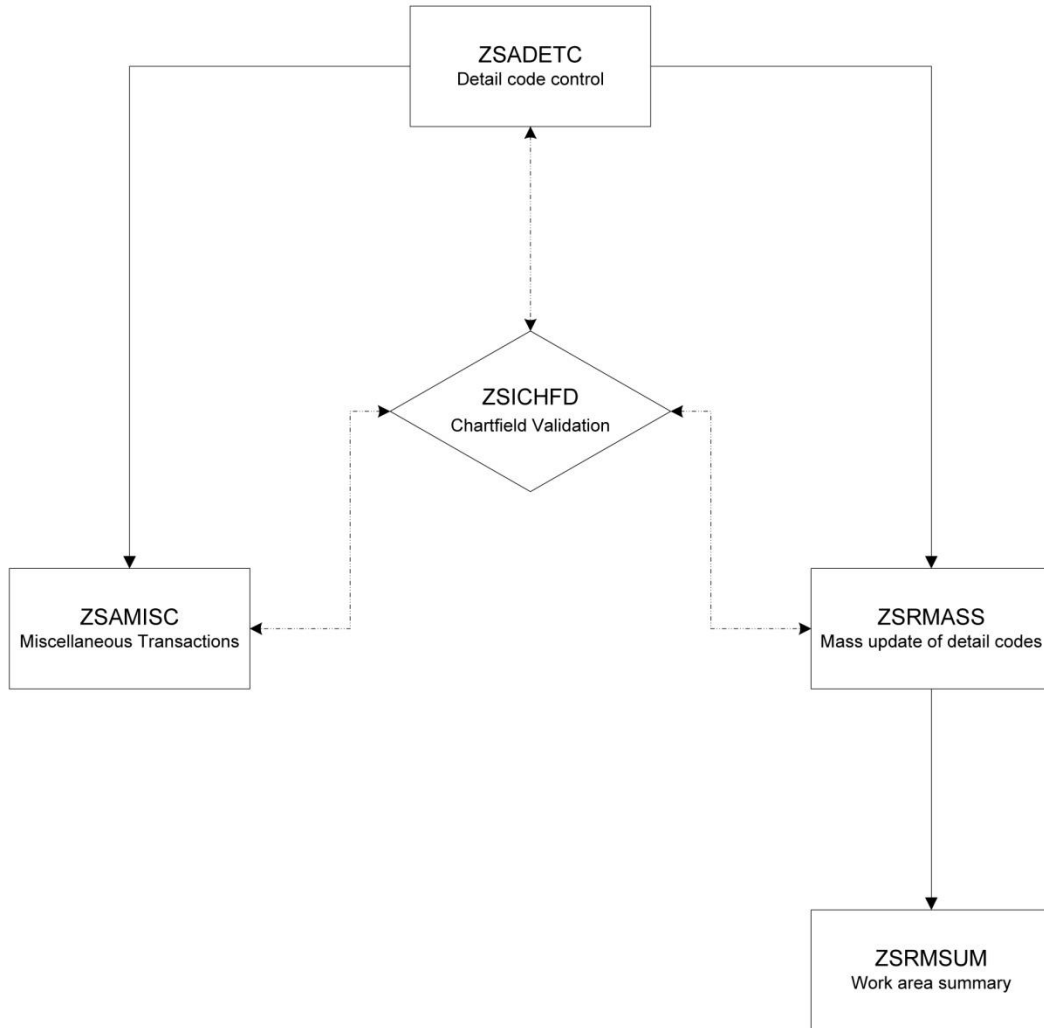 ZSADETC
Detail code control
ZSICHFD
Chartfield Validation
ZSAMISC
Miscellaneous Transactions
ZSRMASS
Mass update of detail codes
ZSRMSUM
Work area summary